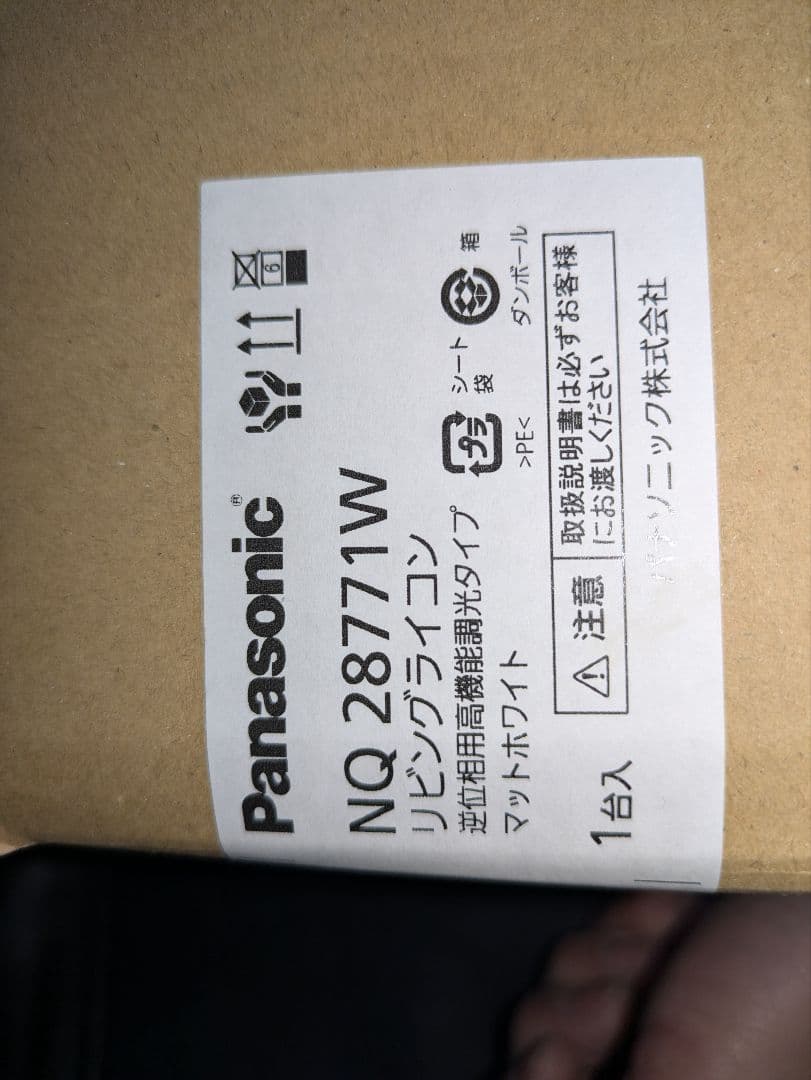 Panasonic®
6
NQ 28771W
リビングライコン
逆位相用高機能調光タイプ
マットホワイト
プラ
シート
袋
>PE<
箱
ダンボール
1台入
注意
取扱説明書は必ずお客様
にお渡しください
パナソニック株式会社